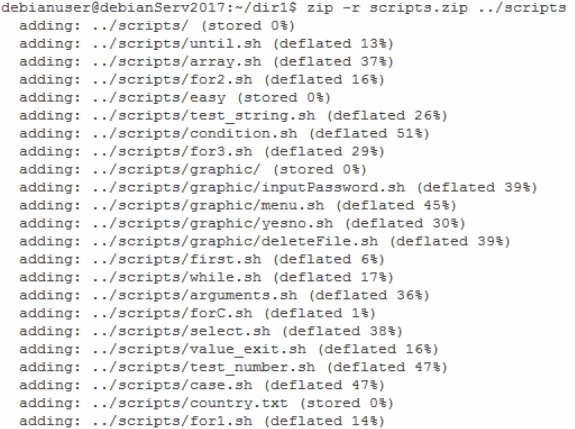 debianuser@debianServ2017:~/dir1$ zip -r scripts.zip ../scripts
adding: ../scripts/ (stored 0%)
adding: ../scripts/until.sh (deflated 13%)
adding: ../scripts/array.sh (deflated 37%)
adding: ../scripts/for2.sh (deflated 16%)
adding: ../scripts/easy (stored 0%)
adding: ../scripts/test_string.sh (deflated 26%)
adding: ../scripts/condition.sh (deflated 51%)
adding: ../scripts/for3.sh (deflated 29%)
adding: ../scripts/graphic/ (stored 0%)
adding: ../scripts/graphic/inputPassword.sh (deflated 39%)
adding: ../scripts/graphic/menu.sh (deflated 45%)
adding: ../scripts/graphic/yesno.sh (deflated 30%)
adding: ../scripts/graphic/deleteFile.sh (deflated 39%)
adding: ../scripts/first.sh (deflated 6%)
adding: ../scripts/while.sh (deflated 17%)
adding: ../scripts/arguments.sh (deflated 36%)
adding: ../scripts/forC.sh (deflated 1%)
adding: ../scripts/select.sh (deflated 38%)
adding: ../scripts/value_exit.sh (deflated 16%)
adding: ../scripts/test_number.sh (deflated 47%)
adding: ../scripts/case.sh (deflated 47%)
adding: ../scripts/country.txt (stored 0%)
adding: ../scripts/for1.sh (deflated 14%)